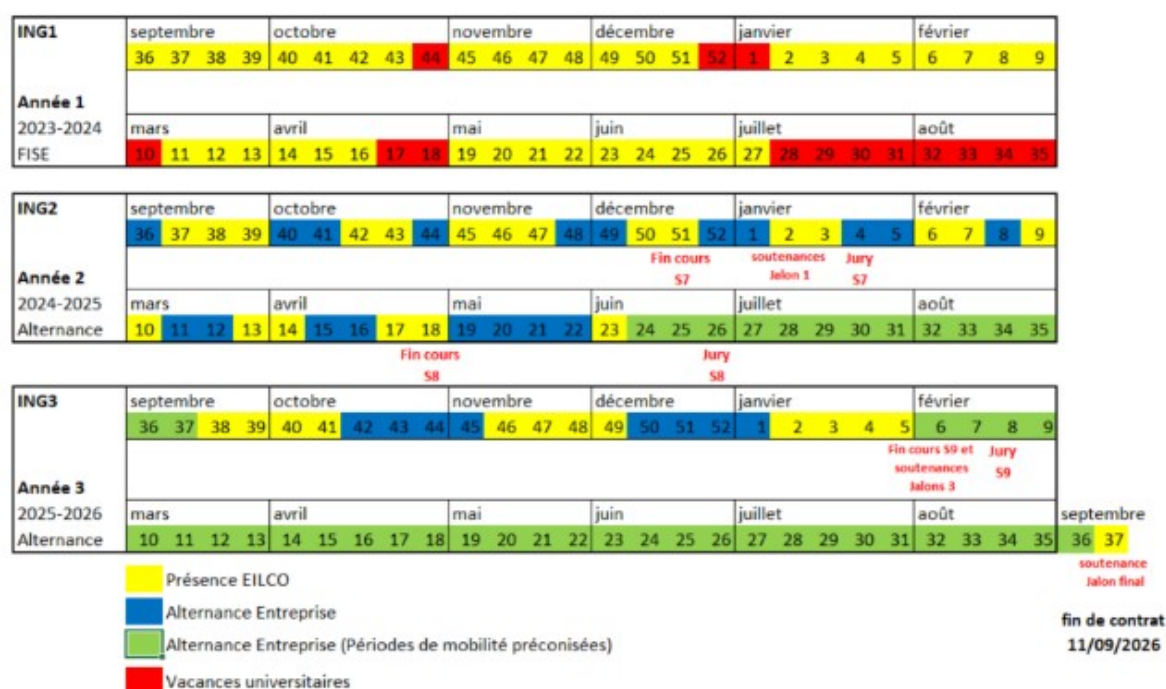 ING1 septembre octobre novembre décembre janvier février
36 37 38 39 40 41 42 43 44 45 46 47 48 49 50 51 52 1 2 3 4 5 6 7 8 9
Année 1
2023-2024 mars avril mai juin juillet août
FISE 10 11 12 13 14 15 16 17 18 19 20 21 22 23 24 25 26 27 28 29 30 31 32 33 34 35
ING2 septembre octobre novembre décembre janvier février
36 37 38 39 40 41 42 43 44 45 46 47 48 49 50 51 52 1 2 3 4 5 6 7 8 9
Fin cours soutenances Jury
S7 Jalon 1 S7
Année 2
2024-2025 mars avril mai juin juillet août
Alternance 10 11 12 13 14 15 16 17 18 19 20 21 22 23 24 25 26 27 28 29 30 31 32 33 34 35
Fin cours Jury
S8 S8
ING3 septembre octobre novembre décembre janvier février
36 37 38 39 40 41 42 43 44 45 46 47 48 49 50 51 52 1 2 3 4 5 6 7 8 9
Fin cours S9 et Jury
soutenances S9
Jalons 3
Année 3
2025-2026 mars avril mai juin juillet août septembre
Alternance 10 11 12 13 14 15 16 17 18 19 20 21 22 23 24 25 26 27 28 29 30 31 32 33 34 35 36 37
soutenance
Jalon final
Présence EILCO
Alternance Entreprise
Alternance Entreprise (Périodes de mobilité préconisées)
Vacances universitaires
fin de contrat
11/09/2026